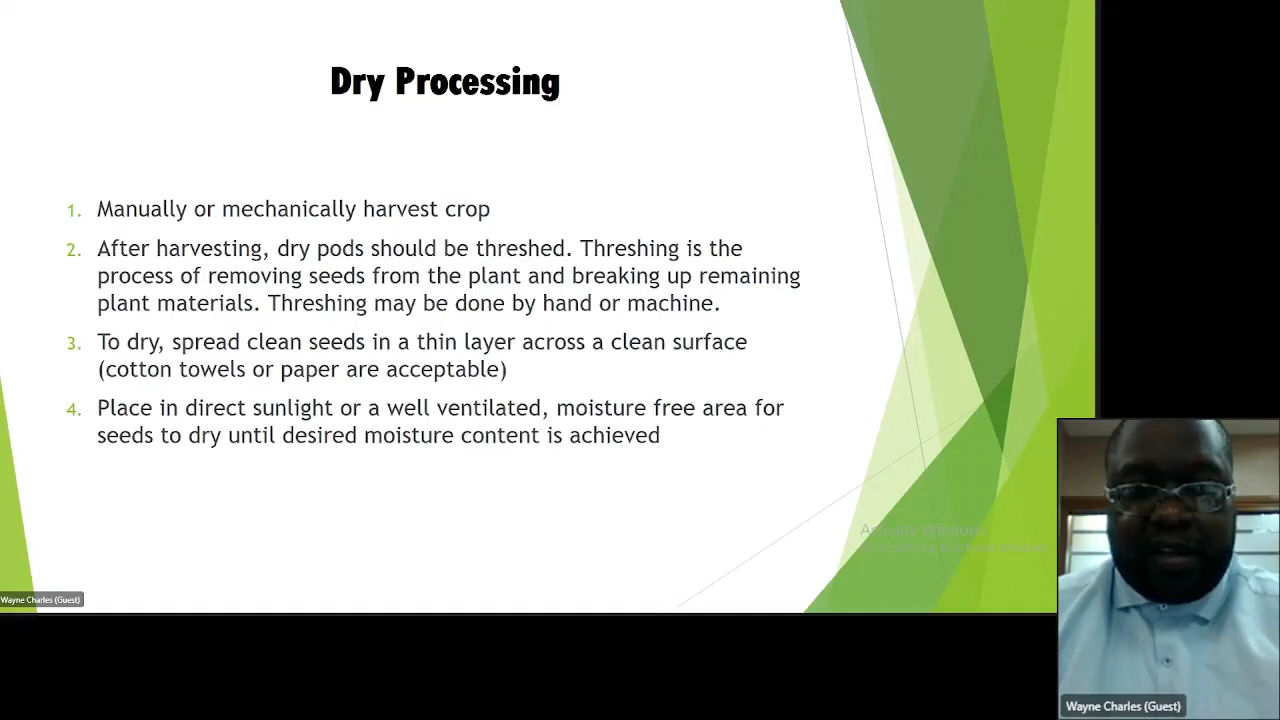 Dry Processing
1. Manually or mechanically harvest crop
2. After harvesting, dry pods should be threshed. Threshing is the
process of removing seeds from the plant and breaking up remaining
plant materials. Threshing may be done by hand or machine.
3. To dry, spread clean seeds in a thin layer across a clean surface
(cotton towels or paper are acceptable)
4. Place in direct sunlight or a well ventilated, moisture free area for
seeds to dry until desired moisture content is achieved
Activate Windows
Wayne Charles (Guest)
Wayne Charles (Guest)